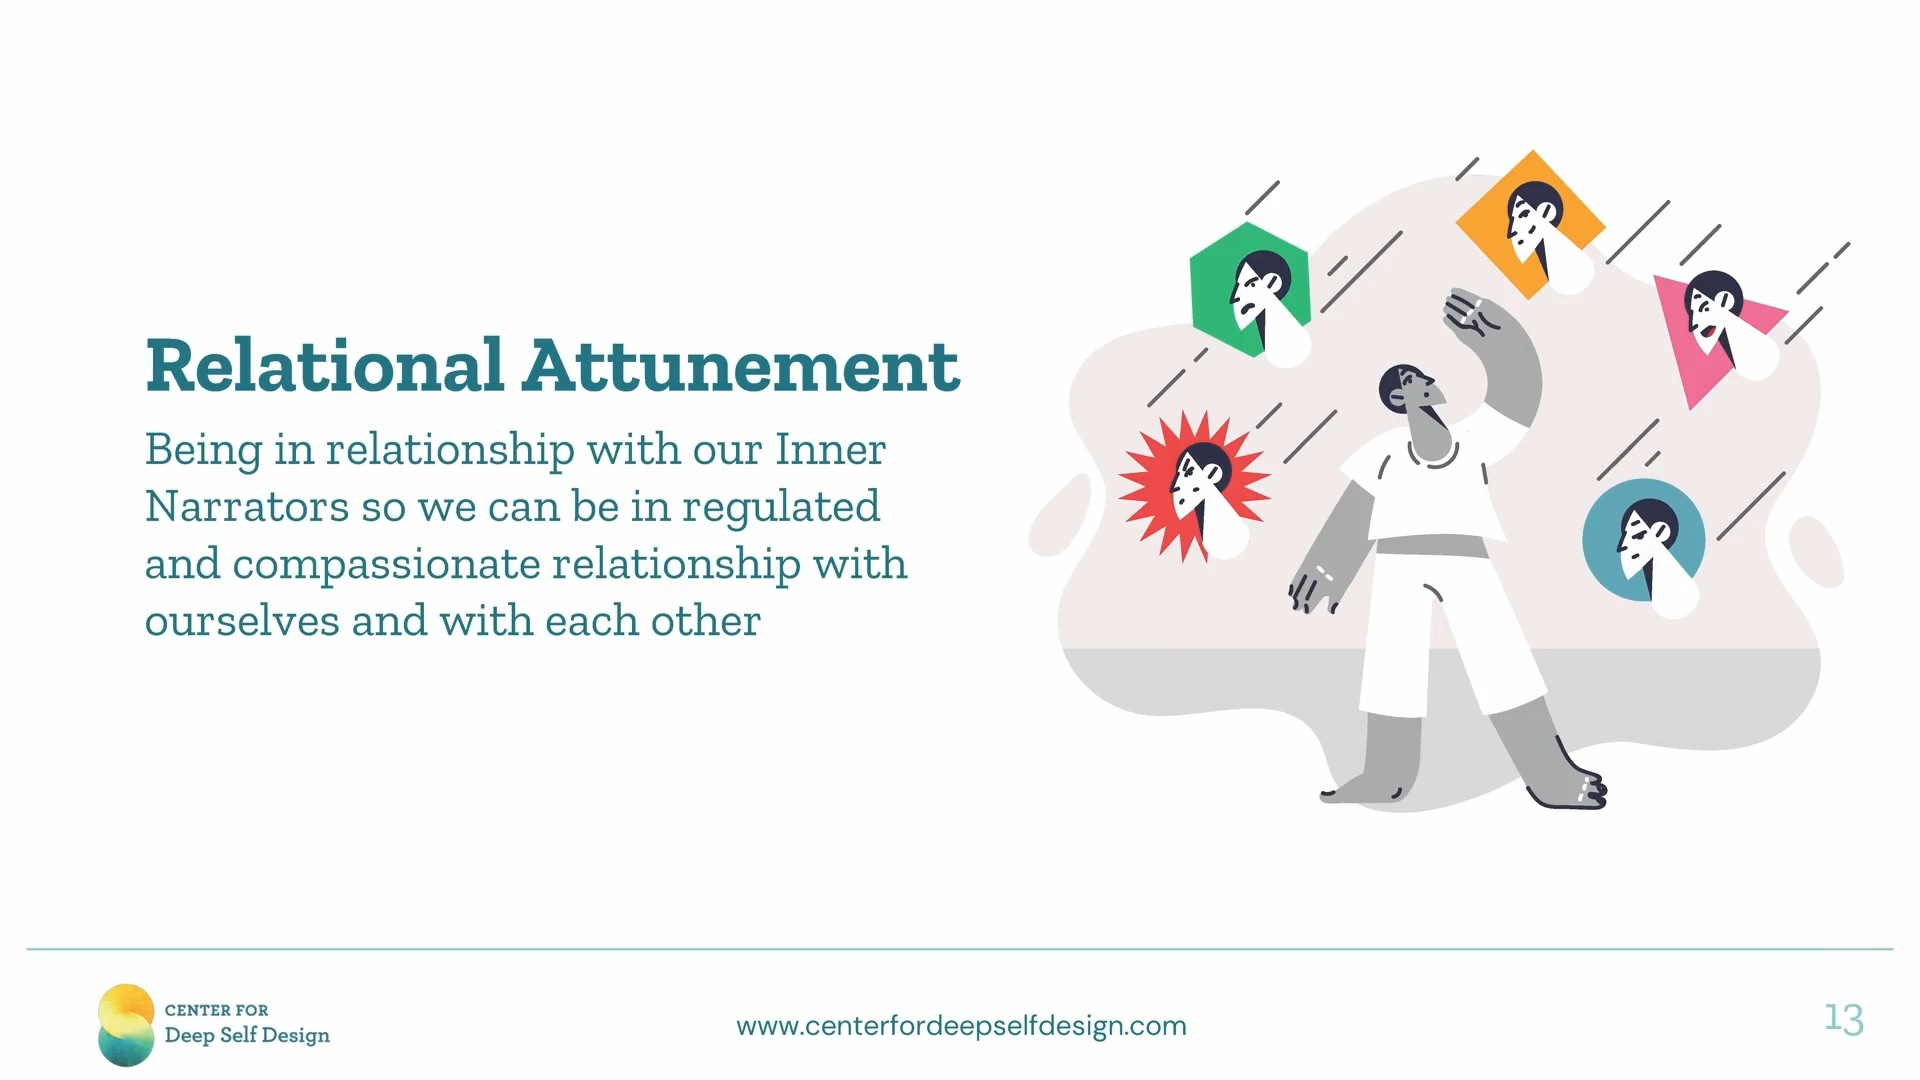 Relational Attunement
Being in relationship with our Inner
Narrators so we can be in regulated
and compassionate relationship with
ourselves and with each other
CENTER FOR
Deep Self Design
www.centerfordeepselfdesign.com
13